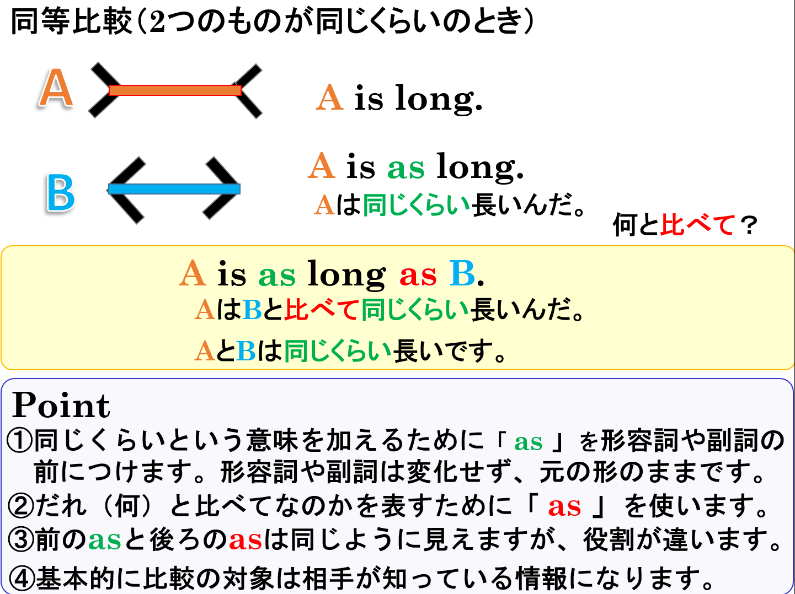 同等比較(2つのものが同じくらいのとき)
A
A is long.
B
A is as long.
Aは同じくらい長いんだ。
何と比べて？
A is as long as B.
AはBと比べて同じくらい長いんだ。
AとBは同じくらい長いです。
Point
①同じくらいという意味を加えるために「 as 」を形容詞や副詞の
前につけます。形容詞や副詞は変化せず、元の形のままです。
②だれ（何）と比べてなのかを表すために「 as 」を使います。
③前のasと後ろのasは同じように見えますが、役割が違います。
④基本的に比較の対象は相手が知っている情報になります。